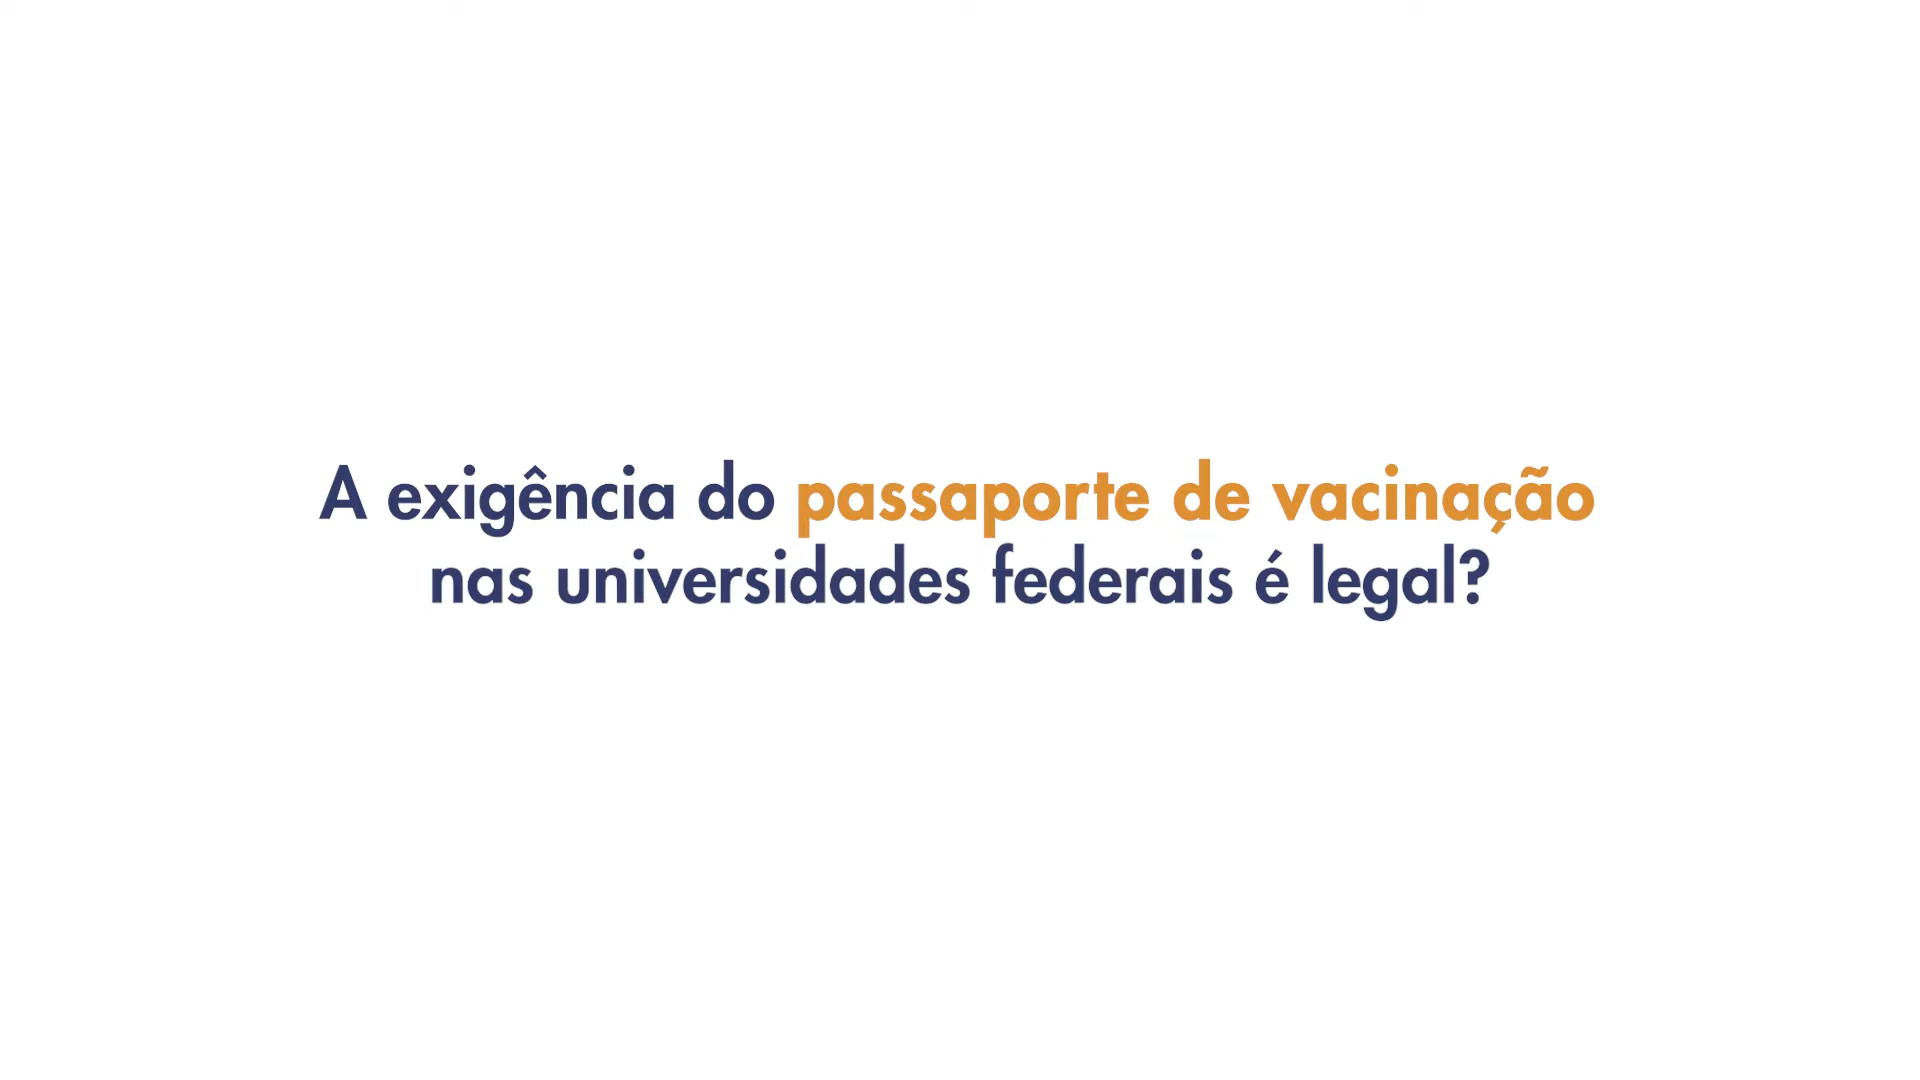 A exigência do passaporte de vacinação
nas universidades federais é legal?